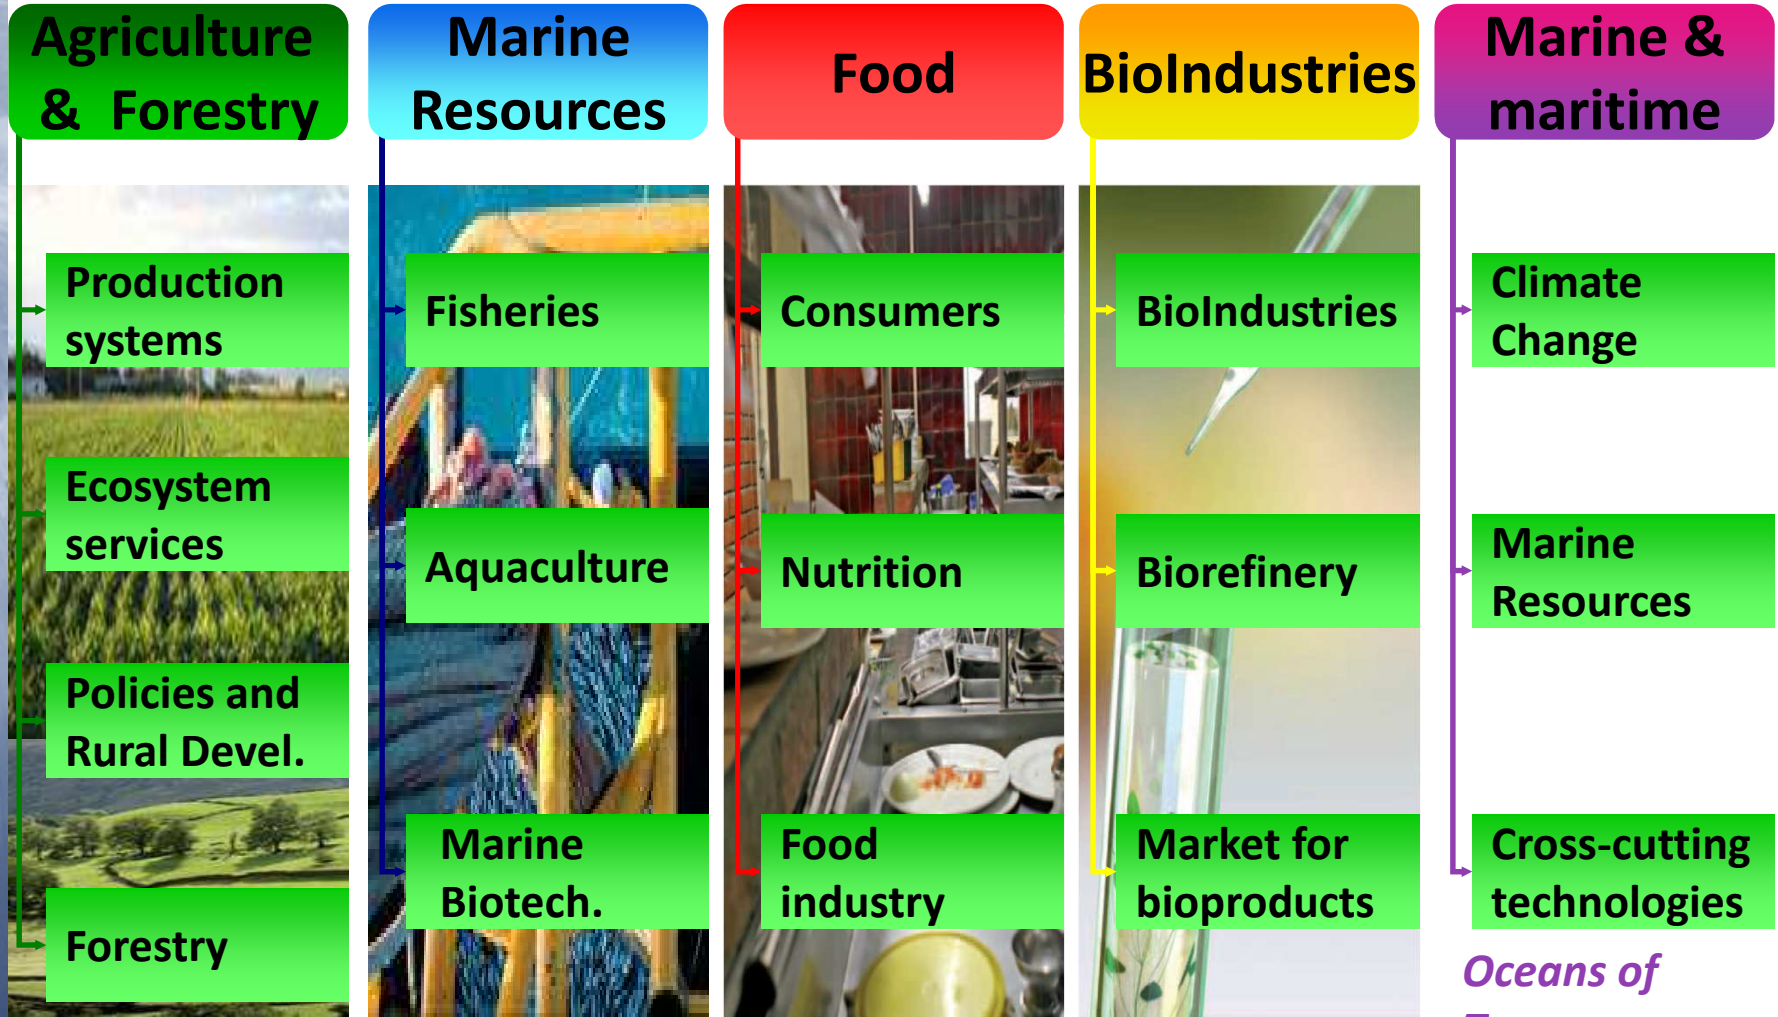 Agriculture
& Forestry
Marine
Resources
Food
BioIndustries
Marine &
maritime
Production
systems
Ecosystem
services
Policies and
Rural Devel.
Forestry
Fisheries
Aquaculture
Marine
Biotech.
Consumers
Nutrition
Food
industry
BioIndustries
Biorefinery
Market for
bioproducts
Climate
Change
Marine
Resources
Cross-cutting
technologies
Oceans of